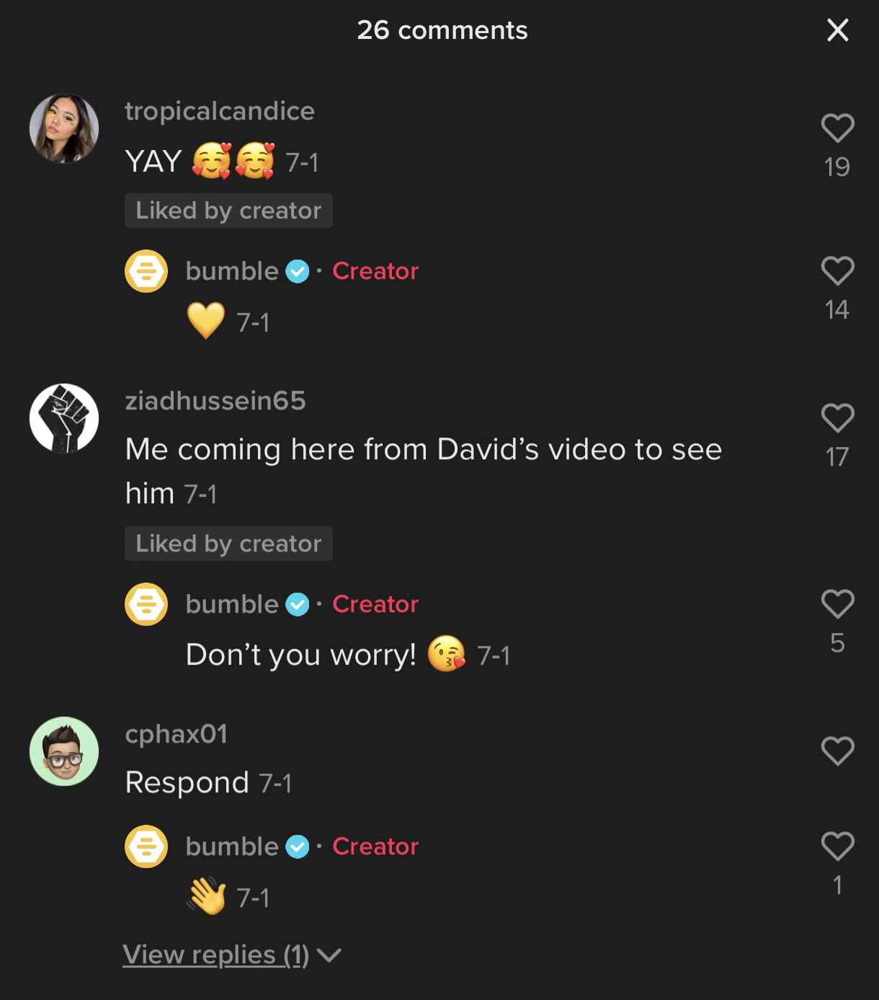 26 comments
tropicalcandice
YAY 🥰🥰 7-1
19
Liked by creator
bumble · Creator
💛 7-1
14
ziadhussein65
Me coming here from David’s video to see
him 7-1
17
Liked by creator
bumble · Creator
Don’t you worry! 😘 7-1
5
cphax01
Respond 7-1
bumble · Creator
👋 7-1
1
View replies (1)